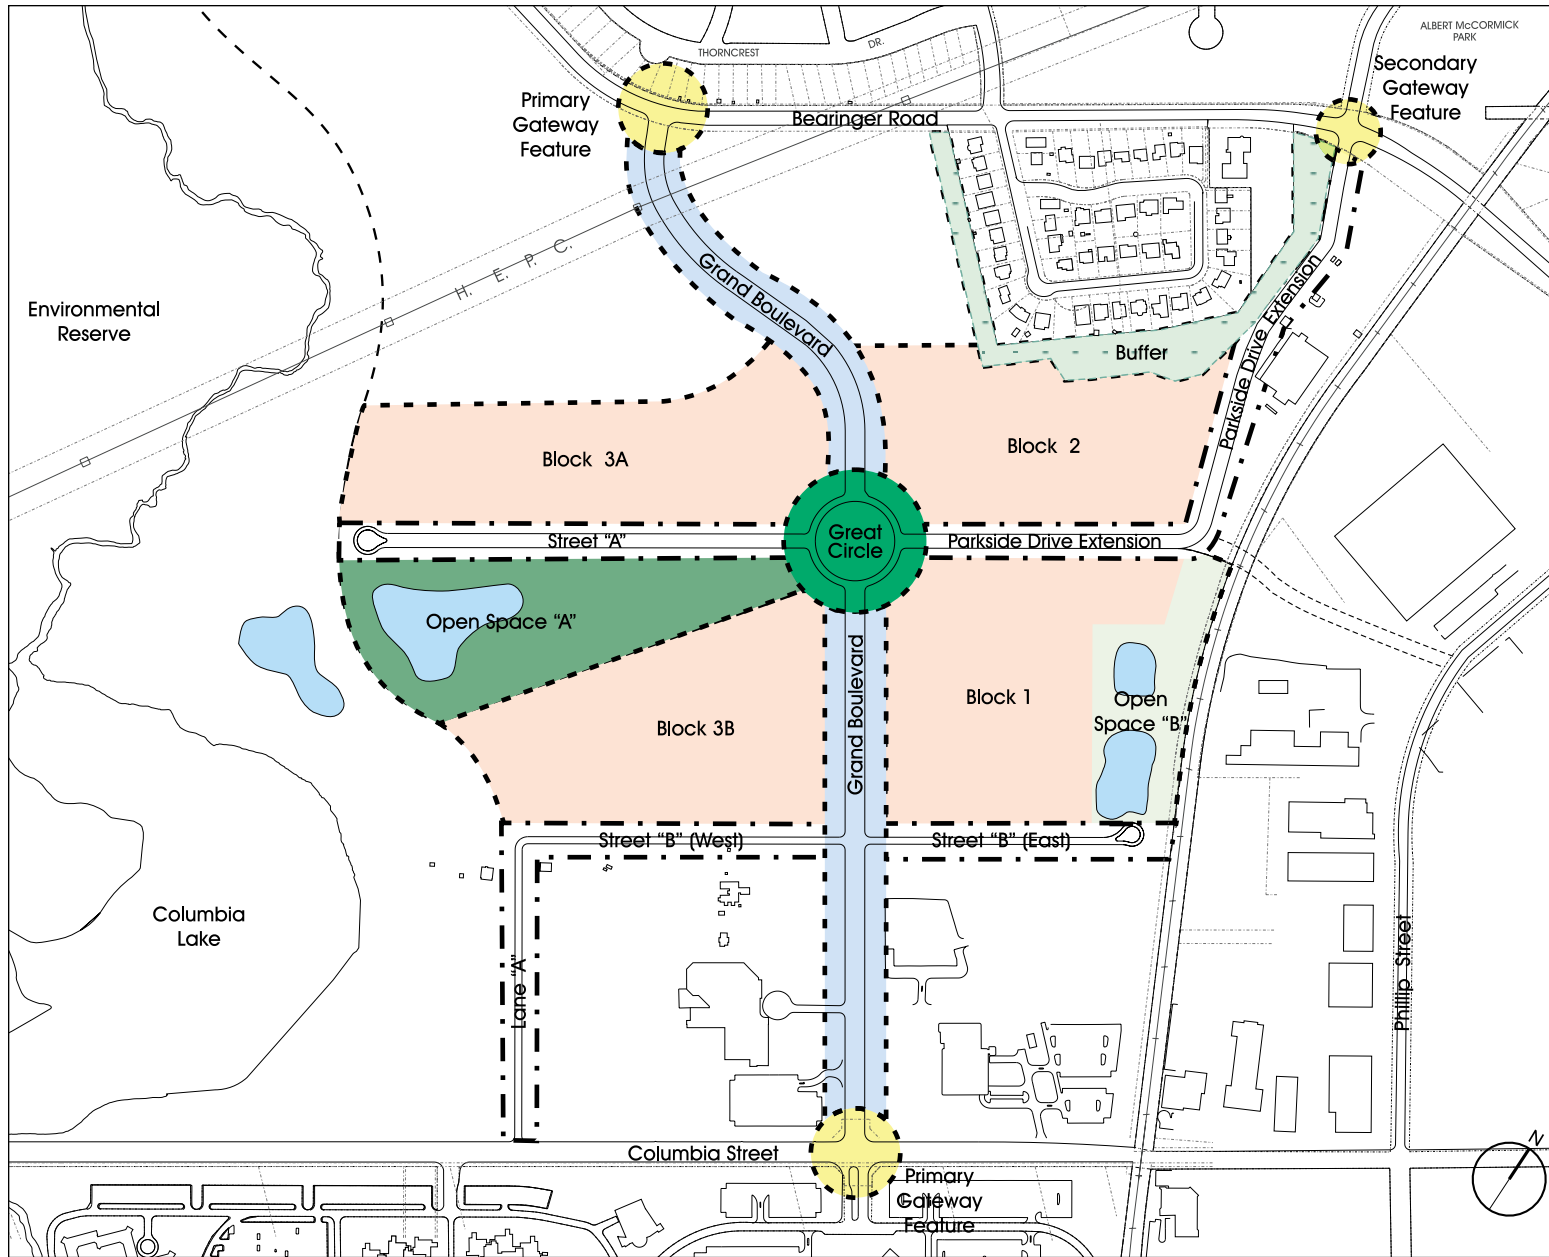 ALBERT McCORMICK
PARK
THORNCREST
DR.
Secondary
Gateway
Feature
Primary
Gateway
Feature
Bearinger Road
H. E. P. C.
Grand Boulevard
Environmental
Reserve
Parkside Drive Extension
Buffer
Block 3A
Block 2
Street “A”
Great
Circle
Parkside Drive Extension
Open Space “A”
Grand Boulevard
Block 1
Open
Space “B”
Block 3B
Street “B” (West)
Street “B” (East)
Columbia
Lake
Lane “A”
Phillip Street
Columbia Street
Primary
Gateway
Feature
N